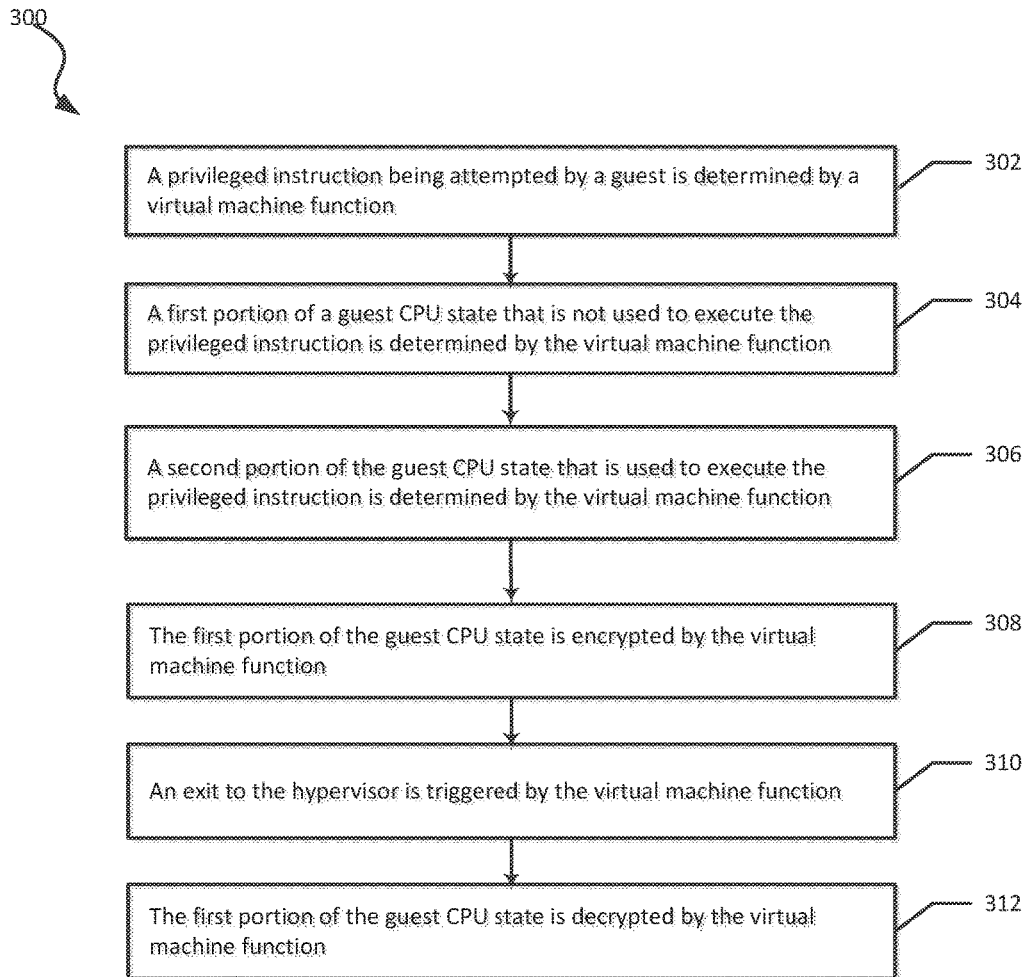 300
A privileged instruction being attempted by a guest is determined by a
virtual machine function
302
A first portion of a guest CPU state that is not used to execute the
privileged instruction is determined by the virtual machine function
304
A second portion of the guest CPU state that is used to execute the
privileged instruction is determined by the virtual machine function
306
The first portion of the guest CPU state is encrypted by the virtual
machine function
308
An exit to the hypervisor is triggered by the virtual machine function
310
The first portion of the guest CPU state is decrypted by the virtual
machine function
312